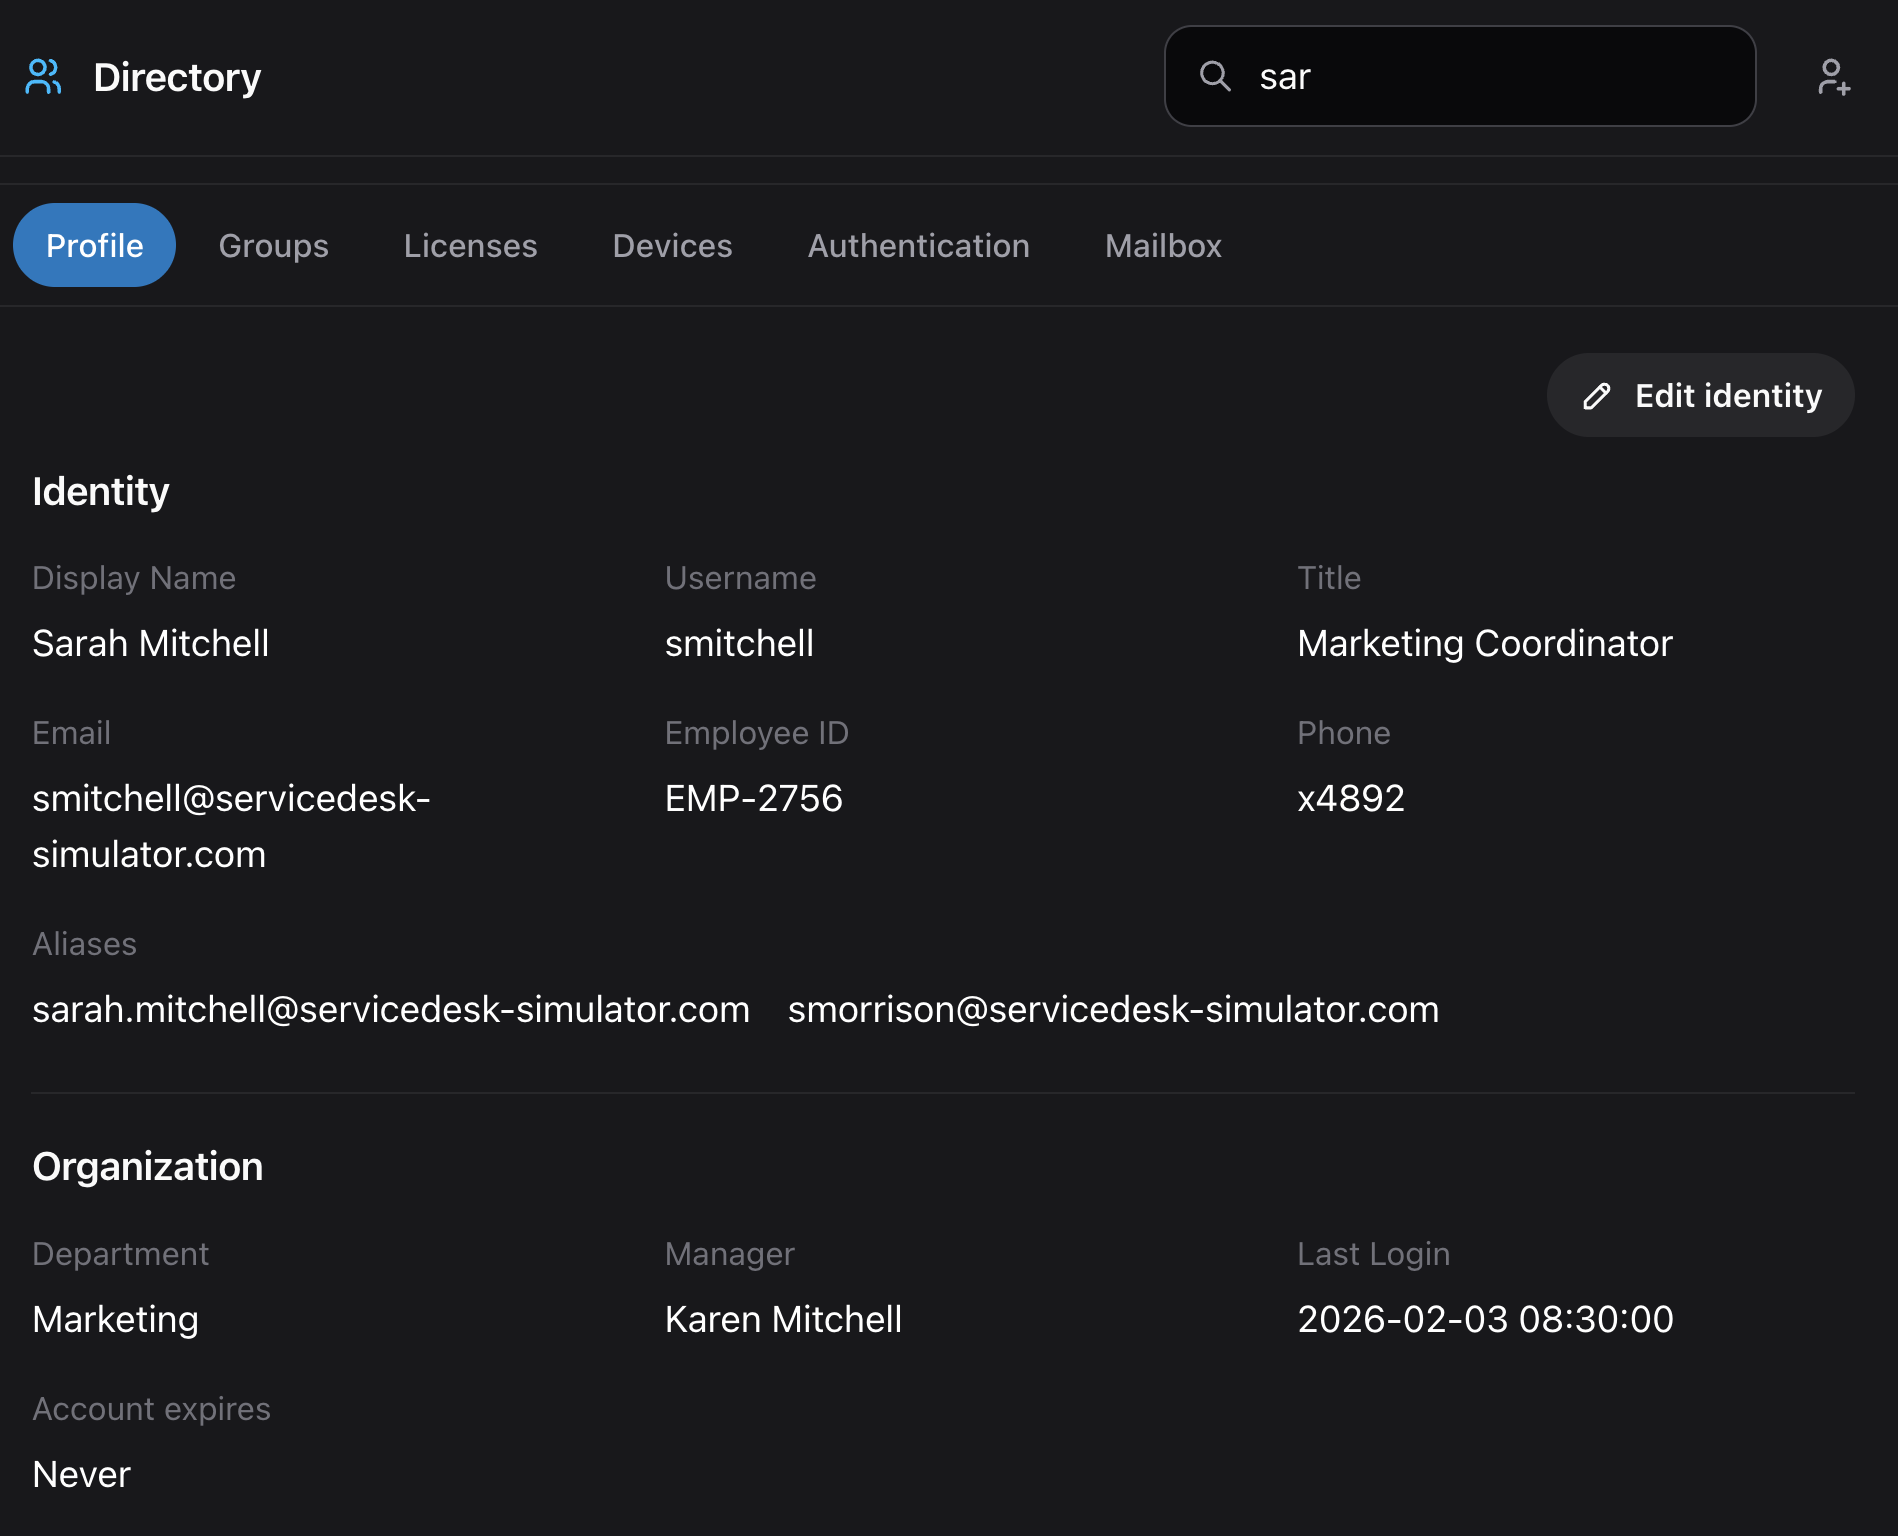 Directory
sar
Profile Groups Licenses Devices Authentication Mailbox
Edit identity
Identity
Display Name Username Title
Sarah Mitchell smitchell Marketing Coordinator
Email Employee ID Phone
smitchell@servicedesk- EMP-2756 x4892
simulator.com
Aliases
sarah.mitchell@servicedesk-simulator.com smorrison@servicedesk-simulator.com
Organization
Department Manager Last Login
Marketing Karen Mitchell 2026-02-03 08:30:00
Account expires
Never